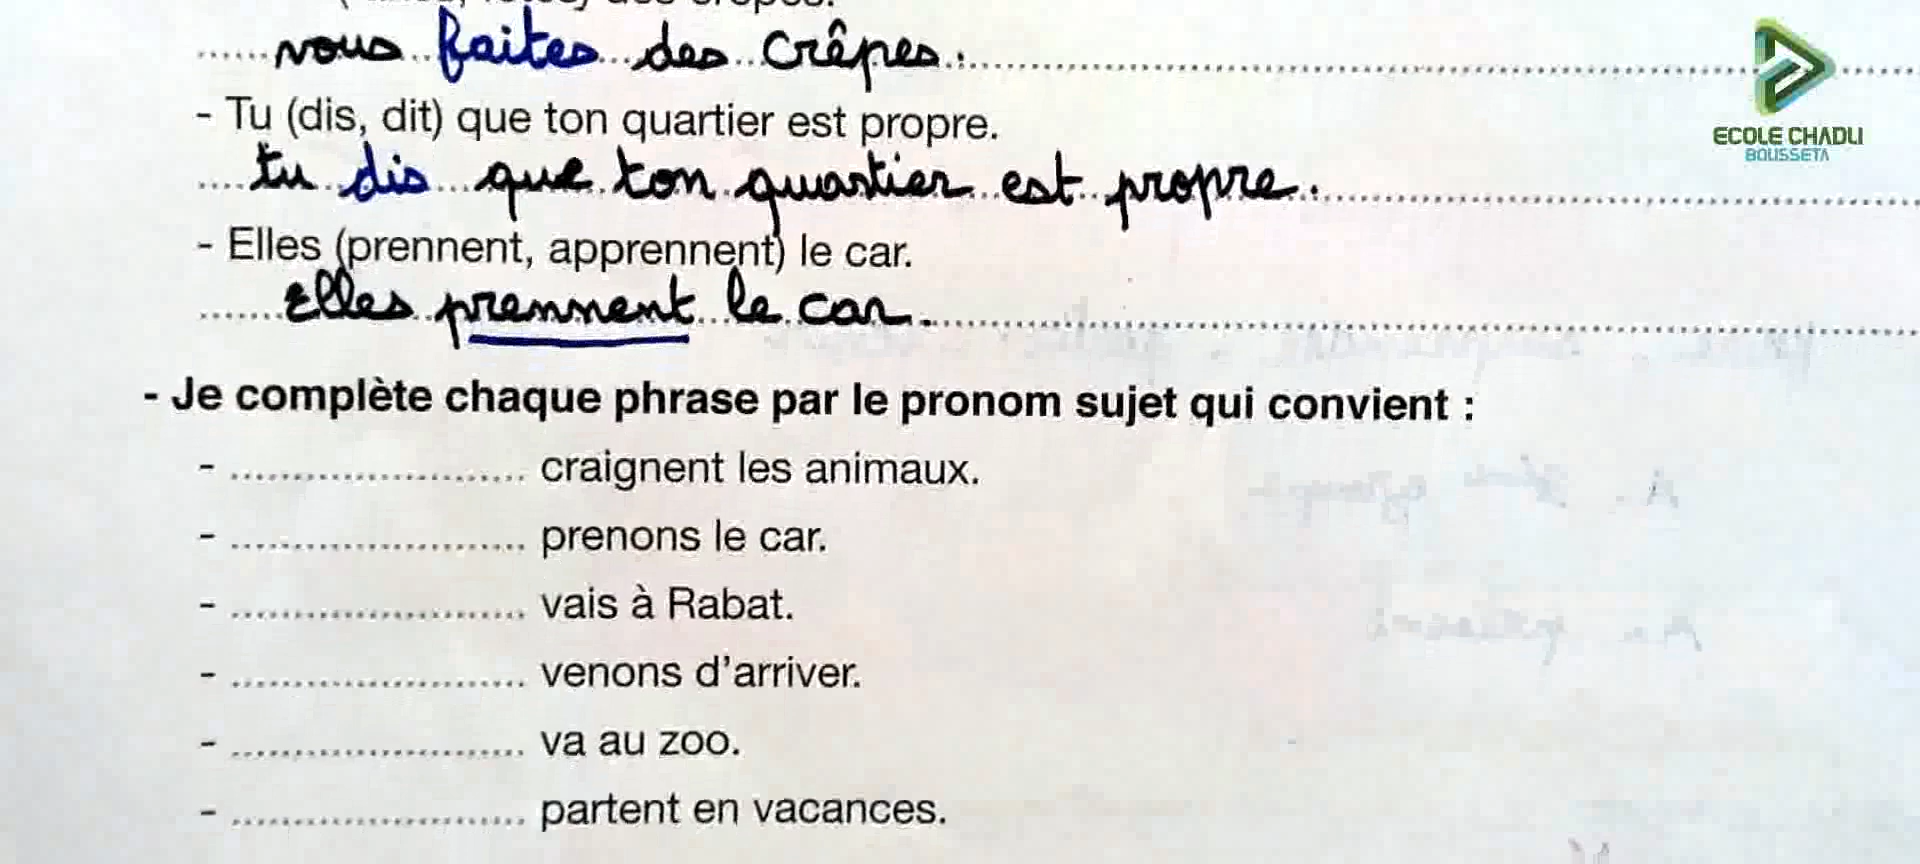 nous faites des Crêpes.
- Tu (dis, dit) que ton quartier est propre.
tu dis que ton quartier est propre.
- Elles (prennent, apprennent) le car.
Elles prennent le car.
- Je complète chaque phrase par le pronom sujet qui convient :
- ........................ craignent les animaux.
- ........................ prenons le car.
- ........................ vais à Rabat.
- ........................ venons d'arriver.
- ........................ va au zoo.
- ........................ partent en vacances.
ECOLE CHADLI
BOUSSETA